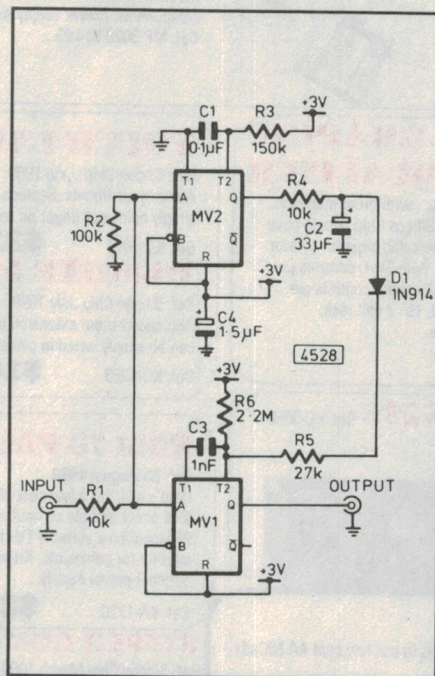 C1
0·1μF
R3
150k
+3V
T1
T2
R2
100k
A
MV2
Q
B
Q̅
R
R4
10k
C2
33μF
D1
1N914
+3V
C4
1·5μF
4528
+3V
R6
2·2M
C3
1nF
R5
27k
INPUT
R1
10k
T1
T2
A
MV1
Q
B
Q̅
R
OUTPUT
+3V